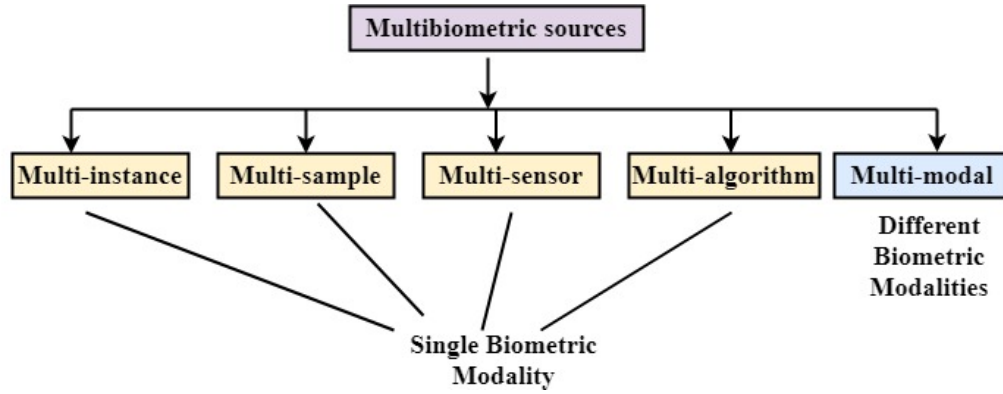 Multibiometric sources
Multi-instance
Multi-sample
Multi-sensor
Multi-algorithm
Multi-modal
Different
Biometric
Modalities
Single Biometric
Modality